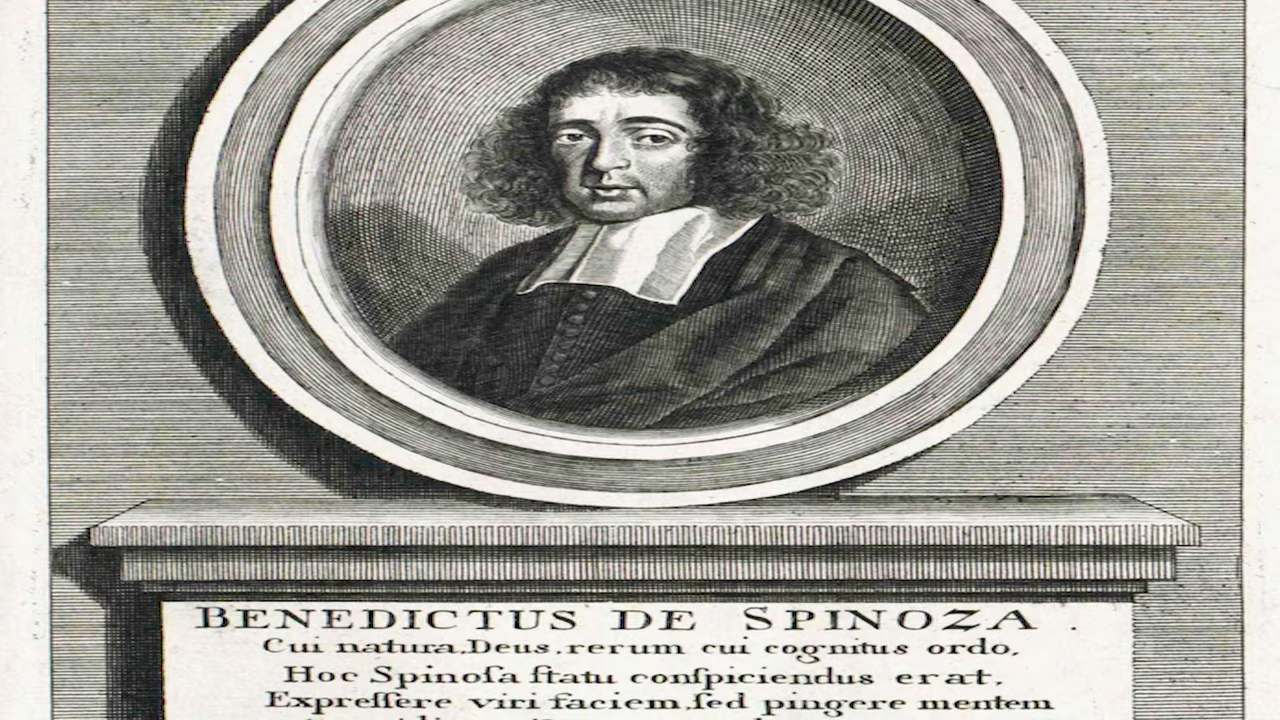 BENEDICTUS DE SPINOZA.
Cui natura, Deus, rerum cui cognitus ordo,
Hoc Spinoſa ſtatu conſpiciendus erat,
Expreſſere viri faciem, ſed pingere mentem